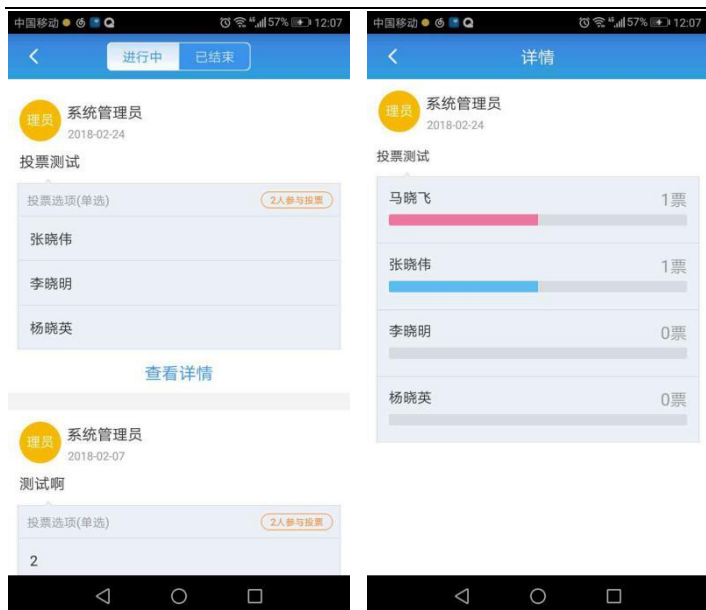 中国移动 57% 12:07
进行中 已结束
理员 系统管理员
2018-02-24
投票测试
投票选项(单选) 2人参与投票
张晓伟
李晓明
杨晓英
查看详情
理员 系统管理员
2018-02-07
测试啊
投票选项(单选) 2人参与投票
2
中国移动 57% 12:07
详情
理员 系统管理员
2018-02-24
投票测试
马晓飞 1票
张晓伟 1票
李晓明 0票
杨晓英 0票